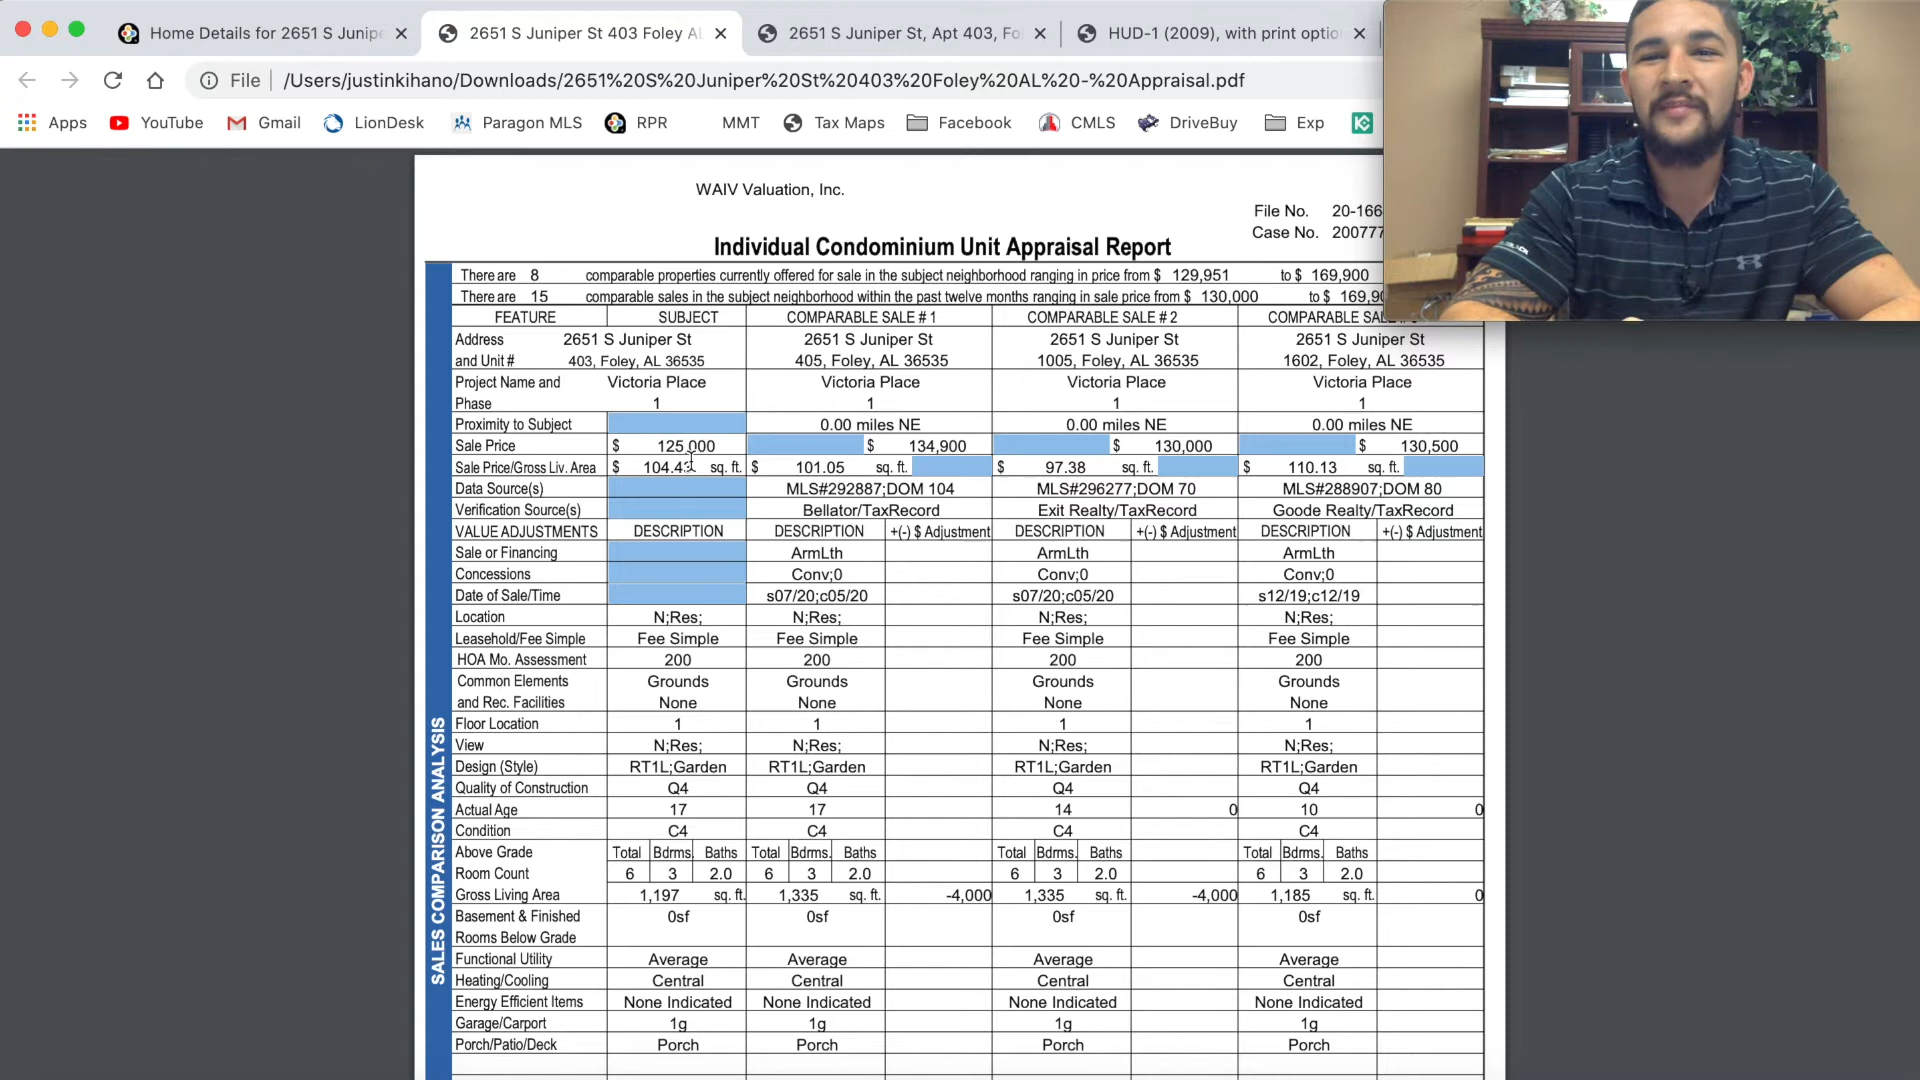 Home Details for 2651 S Junipe
2651 S Juniper St 403 Foley AL
2651 S Juniper St, Apt 403, Fo
HUD-1 (2009), with print optio
File /Users/justinkihano/Downloads/2651%20S%20Juniper%20St%20403%20Foley%20AL%20-%20Appraisal.pdf
Apps YouTube Gmail LionDesk Paragon MLS RPR MMT Tax Maps Facebook CMLS DriveBuy Exp
WAIV Valuation, Inc.
File No. 20-166
Case No. 200777
Individual Condominium Unit Appraisal Report
There are 8 comparable properties currently offered for sale in the subject neighborhood ranging in price from $ 129,951 to $ 169,900
There are 15 comparable sales in the subject neighborhood within the past twelve months ranging in sale price from $ 130,000 to $ 169,90
FEATURE SUBJECT COMPARABLE SALE # 1 COMPARABLE SALE # 2 COMPARABLE SAL
Address 2651 S Juniper St 2651 S Juniper St 2651 S Juniper St 2651 S Juniper St
and Unit # 403, Foley, AL 36535 405, Foley, AL 36535 1005, Foley, AL 36535 1602, Foley, AL 36535
Project Name and Victoria Place Victoria Place Victoria Place Victoria Place
Phase 1 1 1 1
Proximity to Subject 0.00 miles NE 0.00 miles NE 0.00 miles NE
Sale Price $ 125,000 $ 134,900 $ 130,000 $ 130,500
Sale Price/Gross Liv. Area $ 104.43 sq. ft. $ 101.05 sq. ft. $ 97.38 sq. ft. $ 110.13 sq. ft.
Data Source(s) MLS#292887;DOM 104 MLS#296277;DOM 70 MLS#288907;DOM 80
Verification Source(s) Bellator/TaxRecord Exit Realty/TaxRecord Goode Realty/TaxRecord
VALUE ADJUSTMENTS DESCRIPTION DESCRIPTION +(-) $ Adjustment DESCRIPTION +(-) $ Adjustment DESCRIPTION +(-) $ Adjustment
Sale or Financing ArmLth ArmLth ArmLth
Concessions Conv;0 Conv;0 Conv;0
Date of Sale/Time s07/20;c05/20 s07/20;c05/20 s12/19;c12/19
Location N;Res; N;Res; N;Res; N;Res;
Leasehold/Fee Simple Fee Simple Fee Simple Fee Simple Fee Simple
HOA Mo. Assessment 200 200 200 200
Common Elements Grounds Grounds Grounds Grounds
and Rec. Facilities None None None None
Floor Location 1 1 1 1
View N;Res; N;Res; N;Res; N;Res;
Design (Style) RT1L;Garden RT1L;Garden RT1L;Garden RT1L;Garden
Quality of Construction Q4 Q4 Q4 Q4
Actual Age 17 17 14 0 10 0
Condition C4 C4 C4 C4
Above Grade Total Bdrms. Baths Total Bdrms. Baths Total Bdrms. Baths Total Bdrms. Baths
Room Count 6 3 2.0 6 3 2.0 6 3 2.0 6 3 2.0
Gross Living Area 1,197 sq. ft. 1,335 sq. ft. -4,000 1,335 sq. ft. -4,000 1,185 sq. ft. 0
Basement & Finished 0sf 0sf 0sf 0sf
Rooms Below Grade
Functional Utility Average Average Average Average
Heating/Cooling Central Central Central Central
Energy Efficient Items None Indicated None Indicated None Indicated None Indicated
Garage/Carport 1g 1g 1g 1g
Porch/Patio/Deck Porch Porch Porch Porch
SALES COMPARISON ANALYSIS